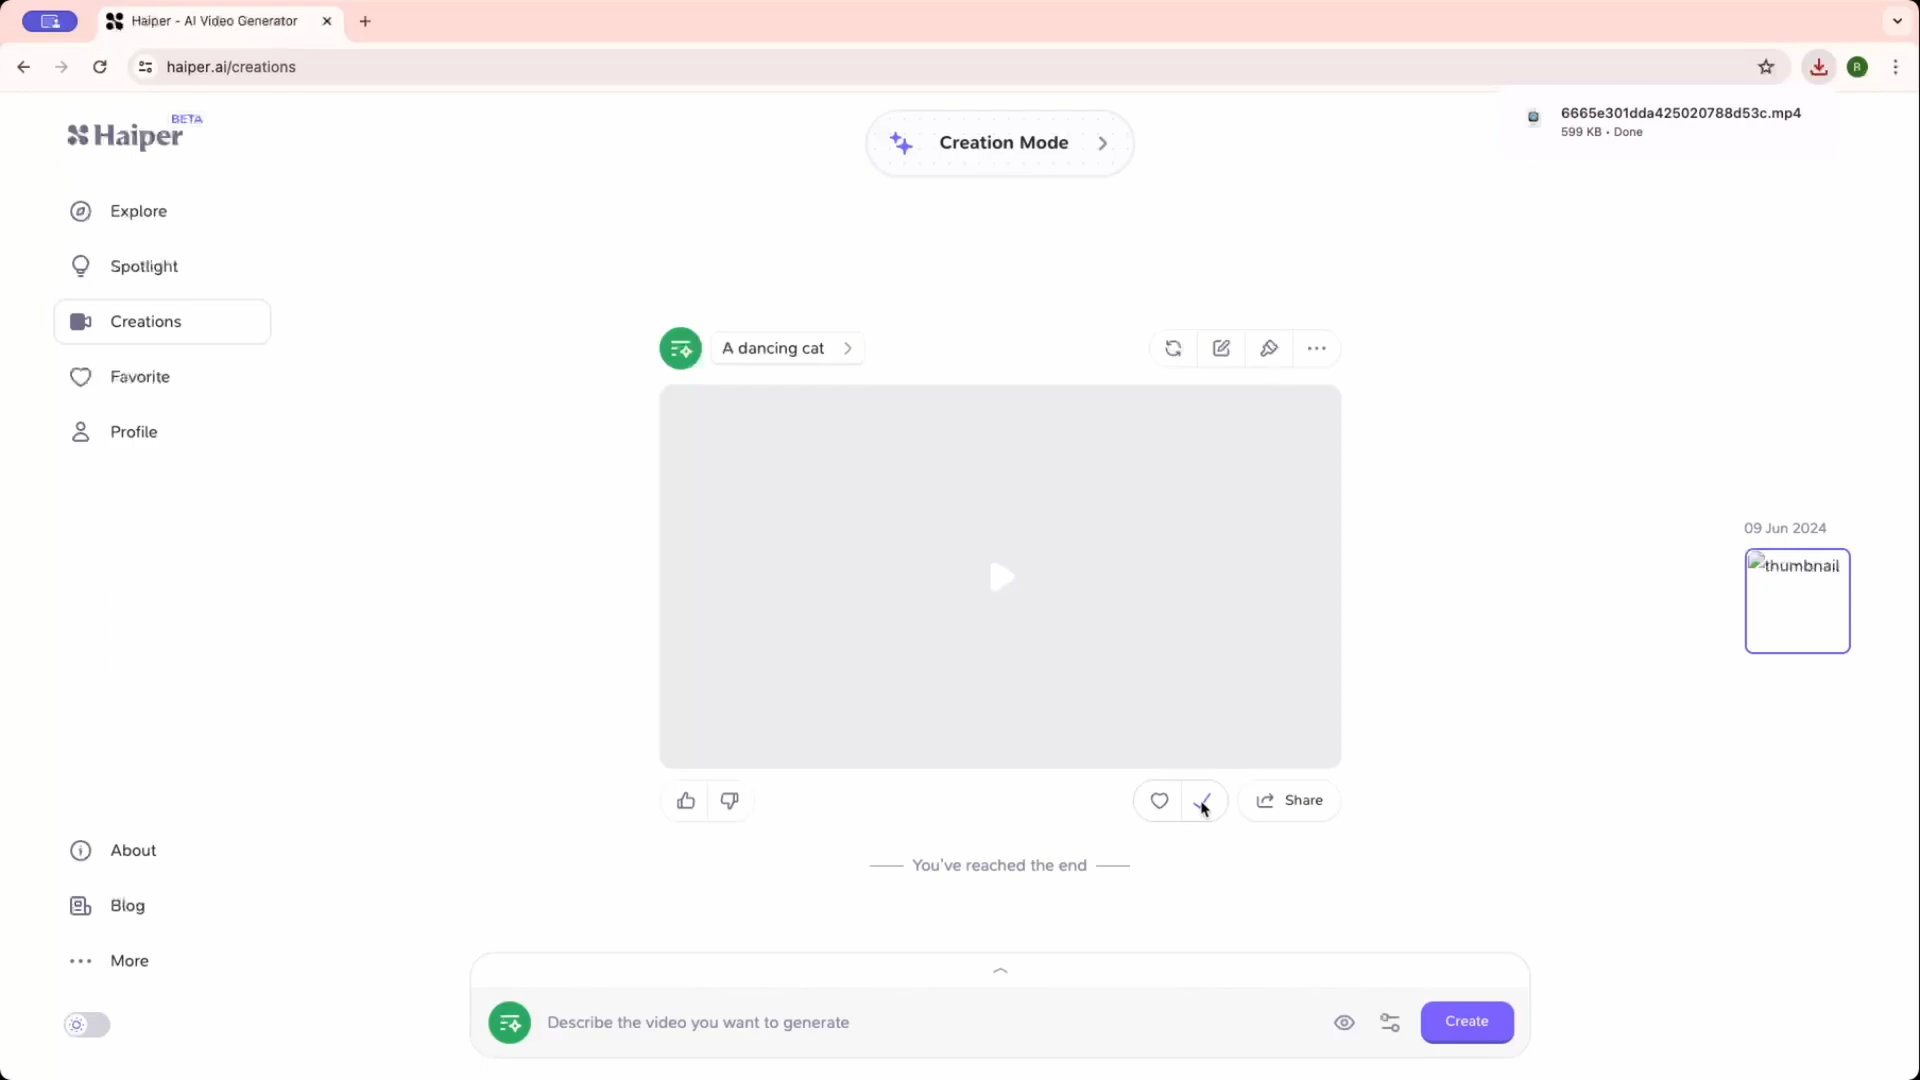 Haiper - AI Video Generator
haiper.ai/creations
R
6665e301dda425020788d53c.mp4
599 KB • Done
Haiper
BETA
Creation Mode
Explore
Spotlight
Creations
Favorite
Profile
A dancing cat
09 Jun 2024
thumbnail
Share
You've reached the end
About
Blog
More
Describe the video you want to generate
Create